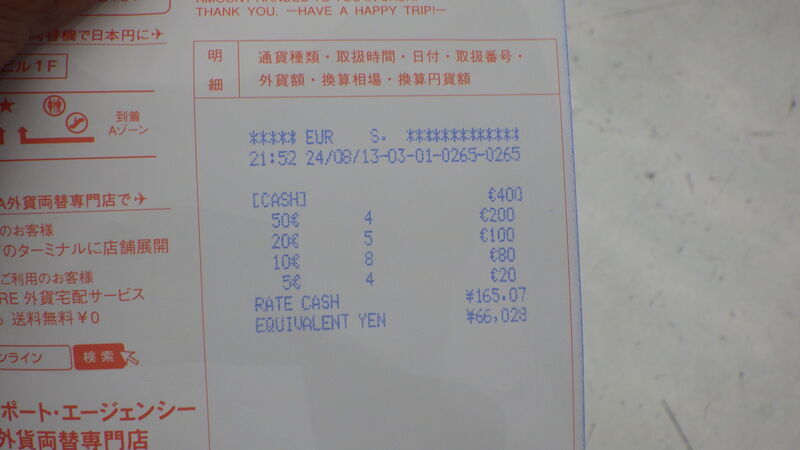 THANK YOU. —HAVE A HAPPY TRIP!—
両替機で日本円に✈
ビル1F
到着
Aゾーン
A外貨両替専門店で✈
のお客様
のターミナルに店舗展開
ご利用のお客様
RE 外貨宅配サービス
送料無料￥0
ンライン 検索
ポート・エージェンシー
外貨両替専門店
明細
通貨種類・取扱時間・日付・取扱番号・
外貨額・換算相場・換算円貨額
***** EUR S. *************
21:52 24/08/13-03-01-0265-0265
[CASH] €400
50€ 4 €200
20€ 5 €100
10€ 8 €80
5€ 4 €20
RATE CASH ¥165.07
EQUIVALENT YEN ¥66,028